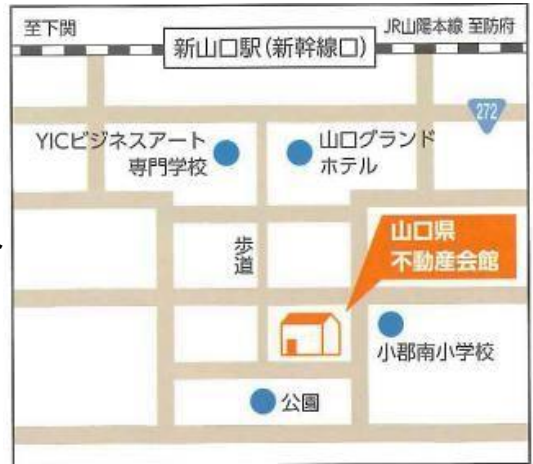 至下関
JR山陽本線 至防府
新山口駅(新幹線口)
272
YICビジネスアート
専門学校
山口グランド
ホテル
歩道
山口県
不動産会館
小郡南小学校
公園